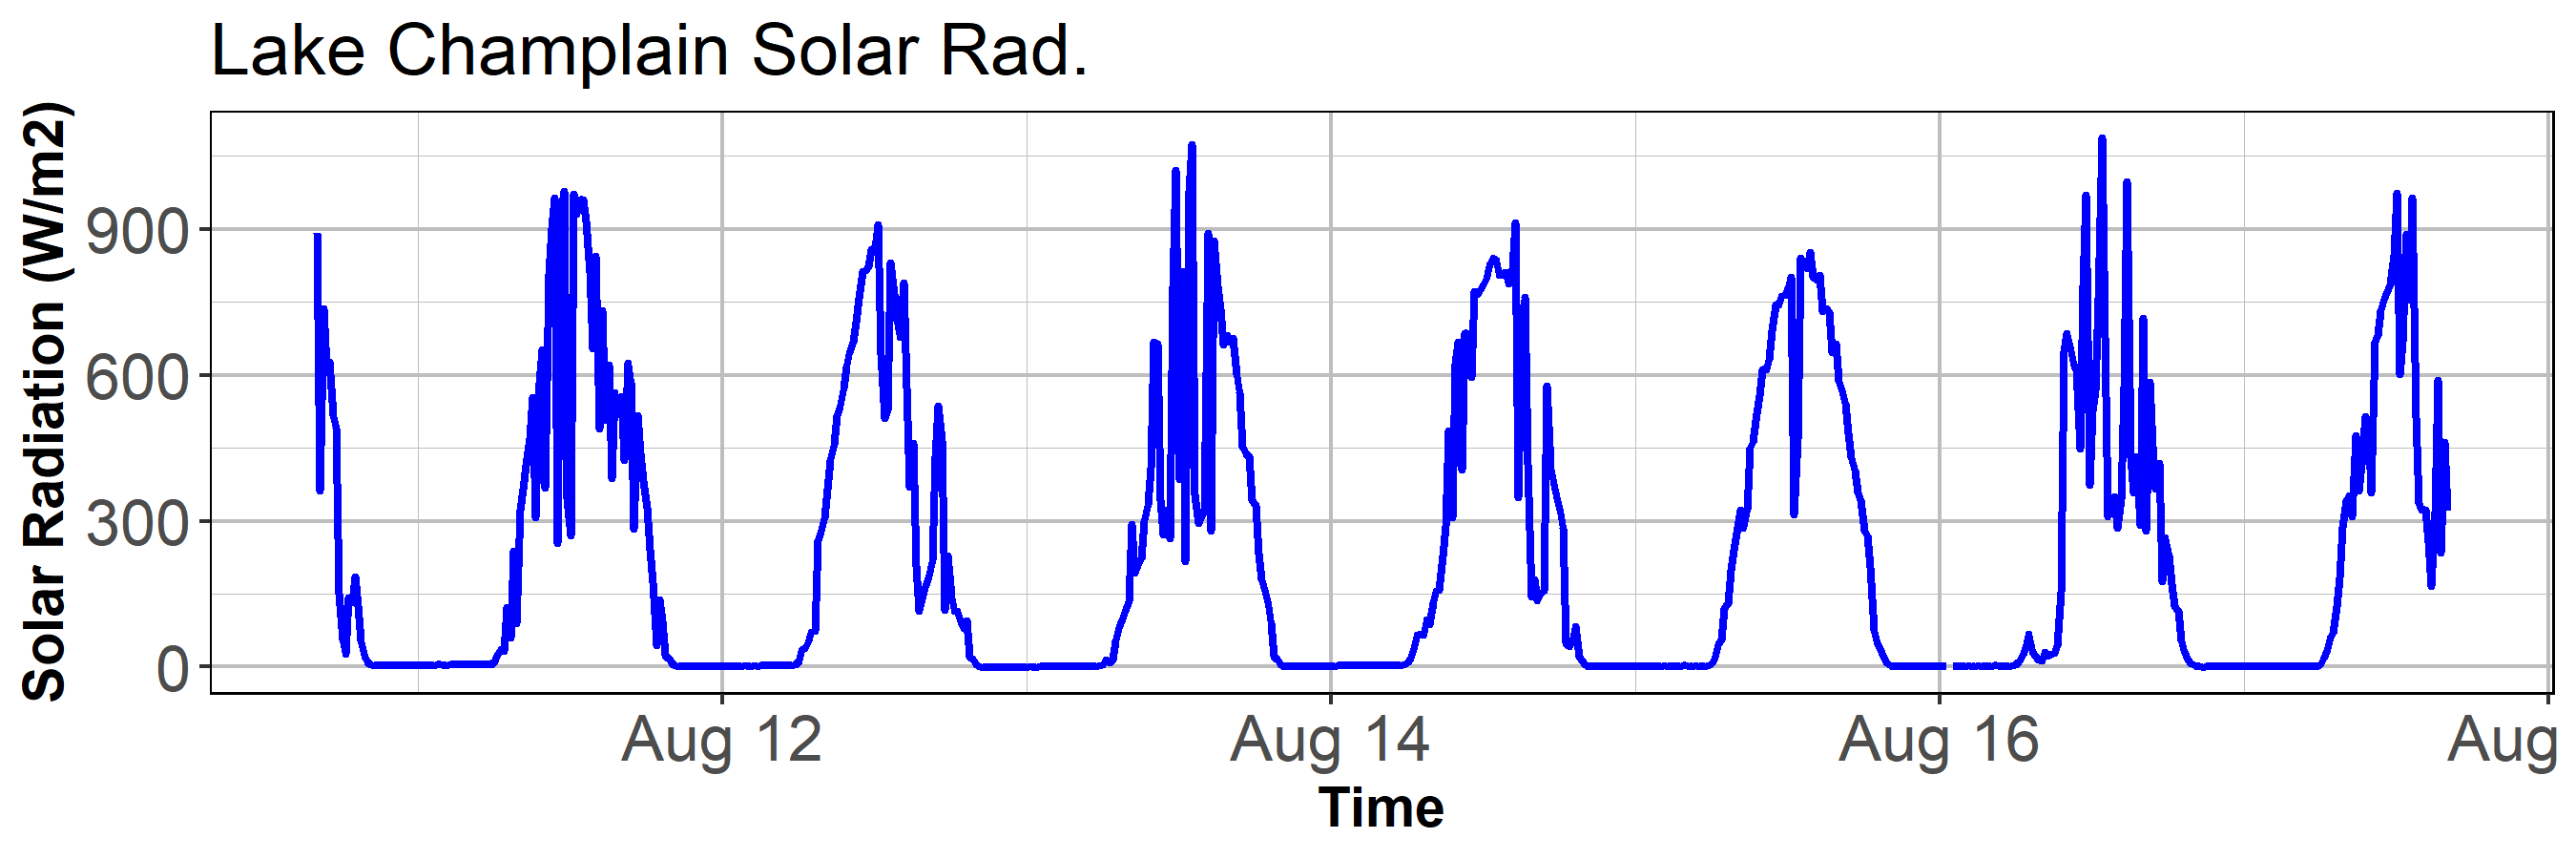 Lake Champlain Solar Rad.
Solar Radiation (W/m2)
900
600
300
0
Aug 12
Aug 14
Aug 16
Aug
Time